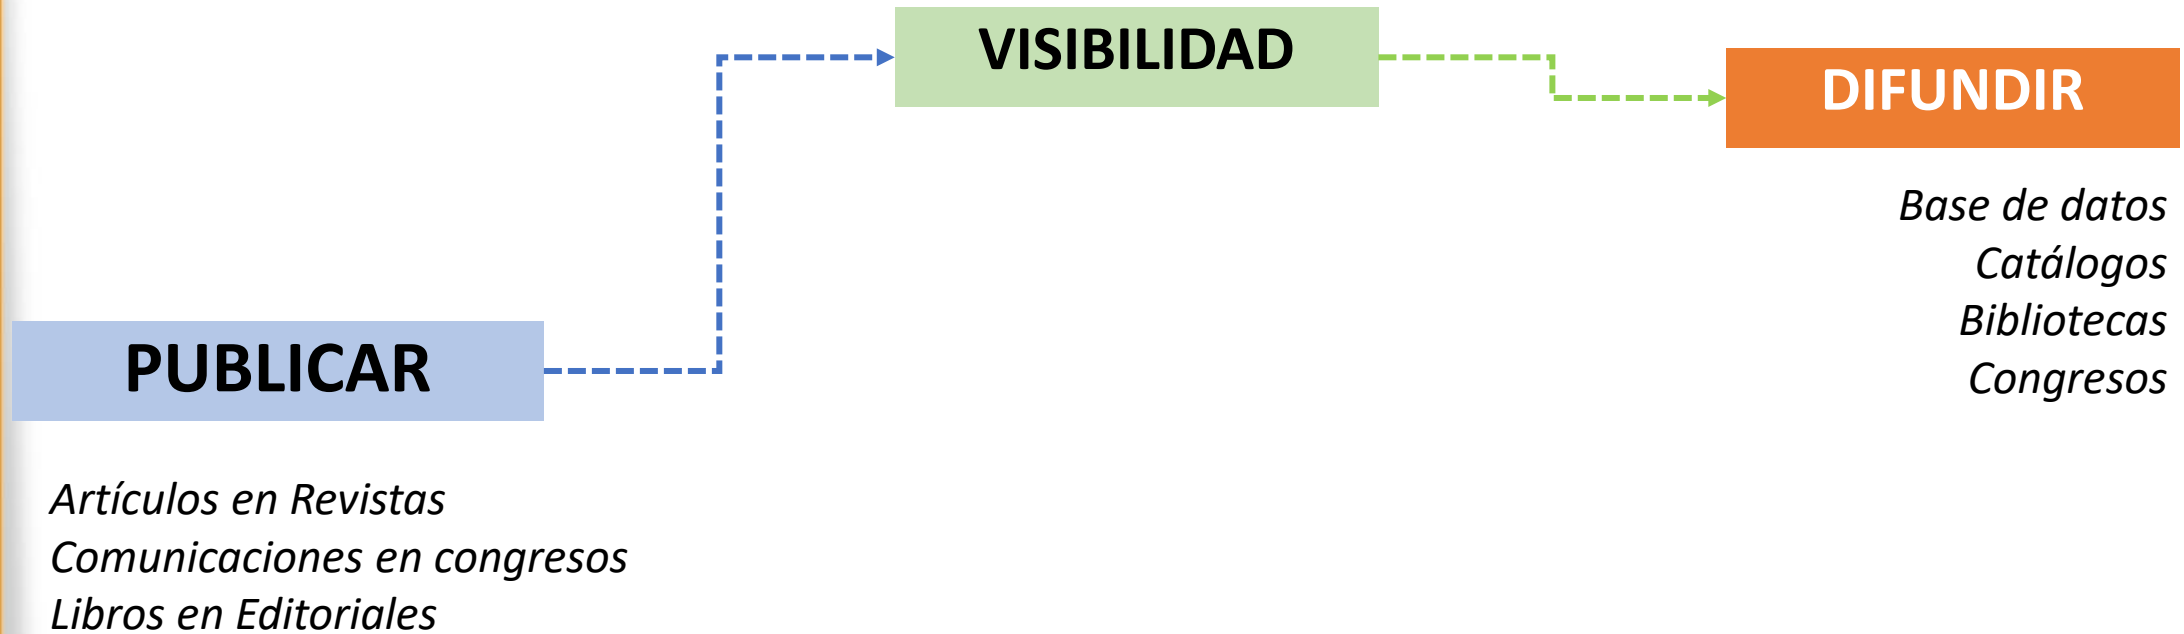 VISIBILIDAD
DIFUNDIR
Base de datos
Catálogos
Bibliotecas
Congresos
PUBLICAR
Artículos en Revistas
Comunicaciones en congresos
Libros en Editoriales